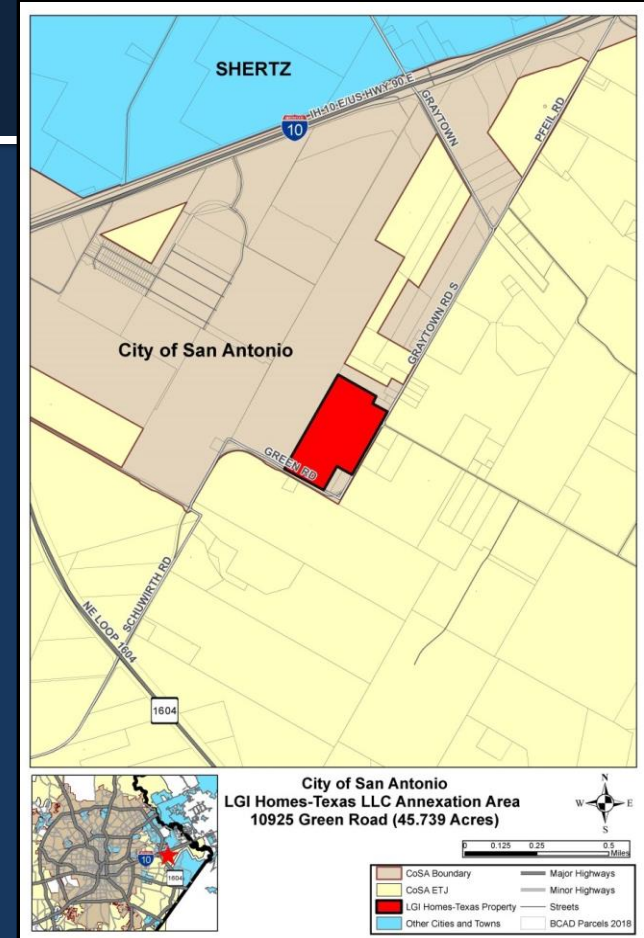 SHERTZ
IH-10 E/US HWY 90 E
10
GRAYTOWN
PFEIL RD
City of San Antonio
GRAYTOWN RD S
GREEN RD
SCHUWIRTH RD
NE LOOP 1604
1604
10
1604
City of San Antonio
LGI Homes-Texas LLC Annexation Area
10925 Green Road (45.739 Acres)
N
W E
S
0 0.125 0.25 0.5
Miles
CoSA Boundary
CoSA ETJ
LGI Homes-Texas Property
Other Cities and Towns
Major Highways
Minor Highways
Streets
BCAD Parcels 2018